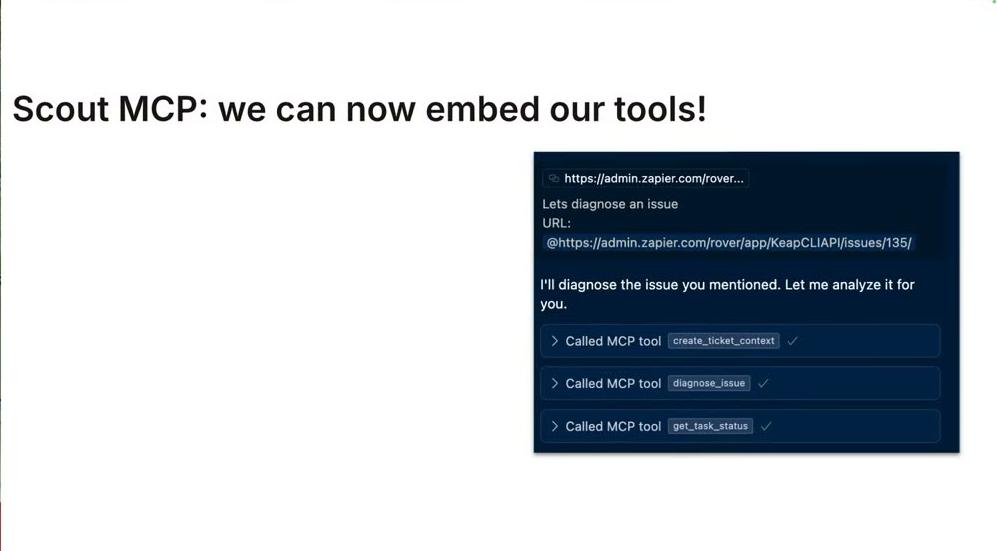 Scout MCP: we can now embed our tools!
https://admin.zapier.com/rover...
Lets diagnose an issue
URL:
@https://admin.zapier.com/rover/app/KeapCLIAPI/issues/135/
I'll diagnose the issue you mentioned. Let me analyze it for
you.
Called MCP tool create_ticket_context
Called MCP tool diagnose_issue
Called MCP tool get_task_status